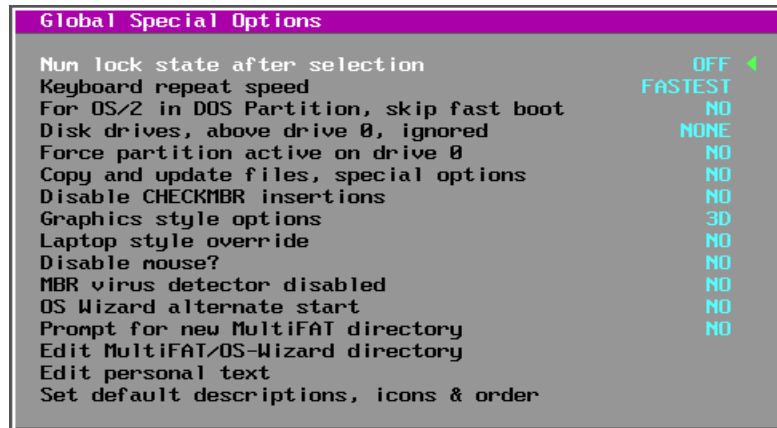 Global Special Options
Num lock state after selection OFF
Keyboard repeat speed FASTEST
For OS/2 in DOS Partition, skip fast boot NO
Disk drives, above drive 0, ignored NONE
Force partition active on drive 0 NO
Copy and update files, special options NO
Disable CHECKMBR insertions NO
Graphics style options 3D
Laptop style override NO
Disable mouse? NO
MBR virus detector disabled NO
OS Wizard alternate start NO
Prompt for new MultiFAT directory NO
Edit MultiFAT/OS-Wizard directory
Edit personal text
Set default descriptions, icons & order